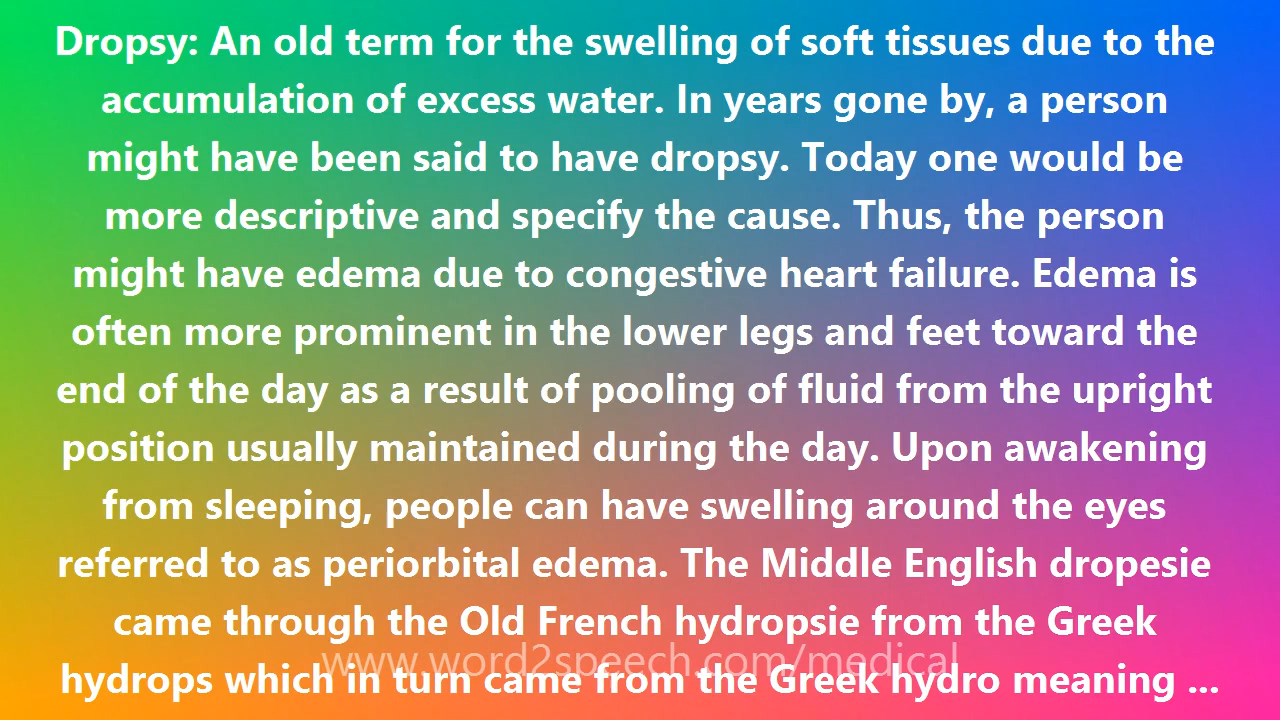 Dropsy: An old term for the swelling of soft tissues due to the
accumulation of excess water. In years gone by, a person
might have been said to have dropsy. Today one would be
more descriptive and specify the cause. Thus, the person
might have edema due to congestive heart failure. Edema is
often more prominent in the lower legs and feet toward the
end of the day as a result of pooling of fluid from the upright
position usually maintained during the day. Upon awakening
from sleeping, people can have swelling around the eyes
referred to as periorbital edema. The Middle English dropesie
came through the Old French hydropsie from the Greek
www.word2speech.com/medical
hydrops which in turn came from the Greek hydro meaning ...